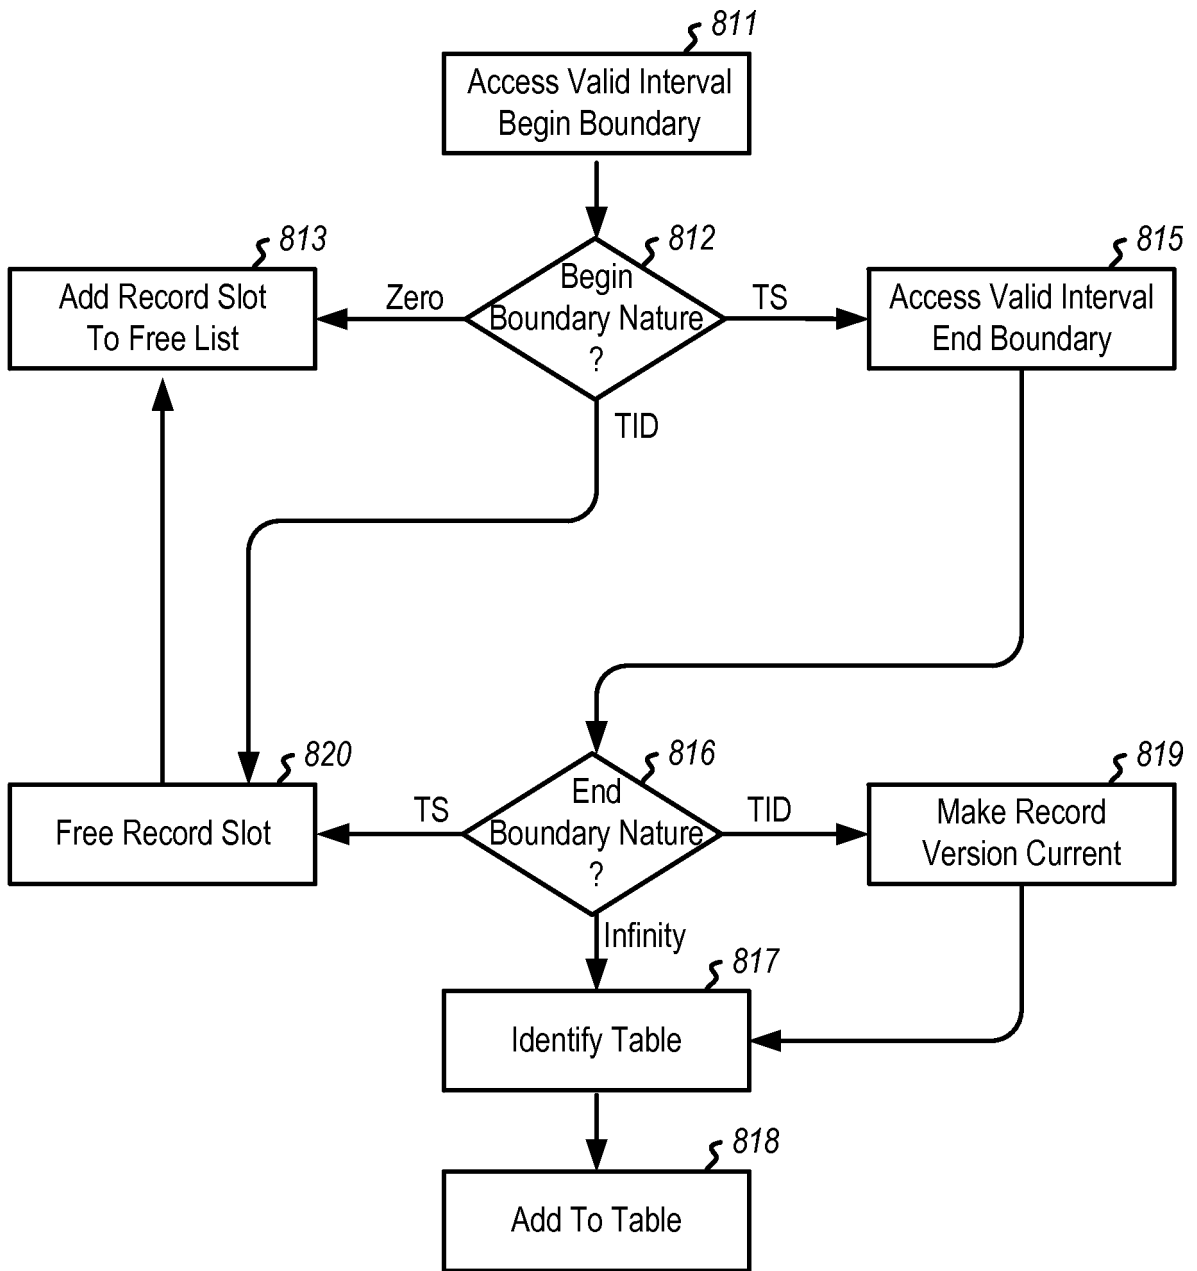 811
Access Valid Interval
Begin Boundary
812
Begin
Boundary Nature
?
Zero
TS
TID
813
Add Record Slot
To Free List
815
Access Valid Interval
End Boundary
816
End
Boundary Nature
?
TS
TID
Infinity
820
Free Record Slot
819
Make Record
Version Current
817
Identify Table
818
Add To Table